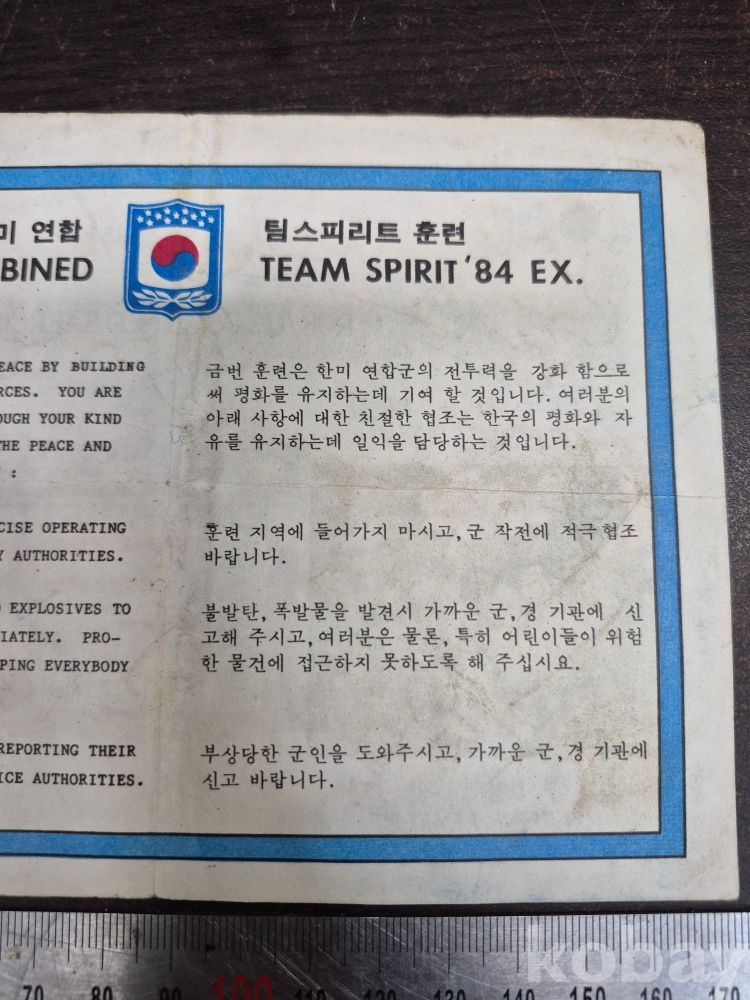 미 연합
BINED
팀스피리트 훈련
TEAM SPIRIT '84 EX.
EACE BY BUILDING
RCES. YOU ARE
OUGH YOUR KIND
THE PEACE AND
:
금번 훈련은 한미 연합군의 전투력을 강화 함으로
써 평화를 유지하는데 기여 할 것입니다. 여러분의
아래 사항에 대한 친절한 협조는 한국의 평화와 자
유를 유지하는데 일익을 담당하는 것입니다.
CISE OPERATING
Y AUTHORITIES.
훈련 지역에 들어가지 마시고, 군 작전에 적극협조
바랍니다.
EXPLOSIVES TO
IATELY. PRO-
PING EVERYBODY
불발탄, 폭발물을 발견시 가까운 군,경 기관에 신
고해 주시고, 여러분은 물론, 특히 어린이들이 위험
한 물건에 접근하지 못하도록 해 주십시요.
REPORTING THEIR
ICE AUTHORITIES.
부상당한 군인을 도와주시고, 가까운 군,경 기관에
신고 바랍니다.
kobay
70 80 90 100 110 120 130 140 150 160 170